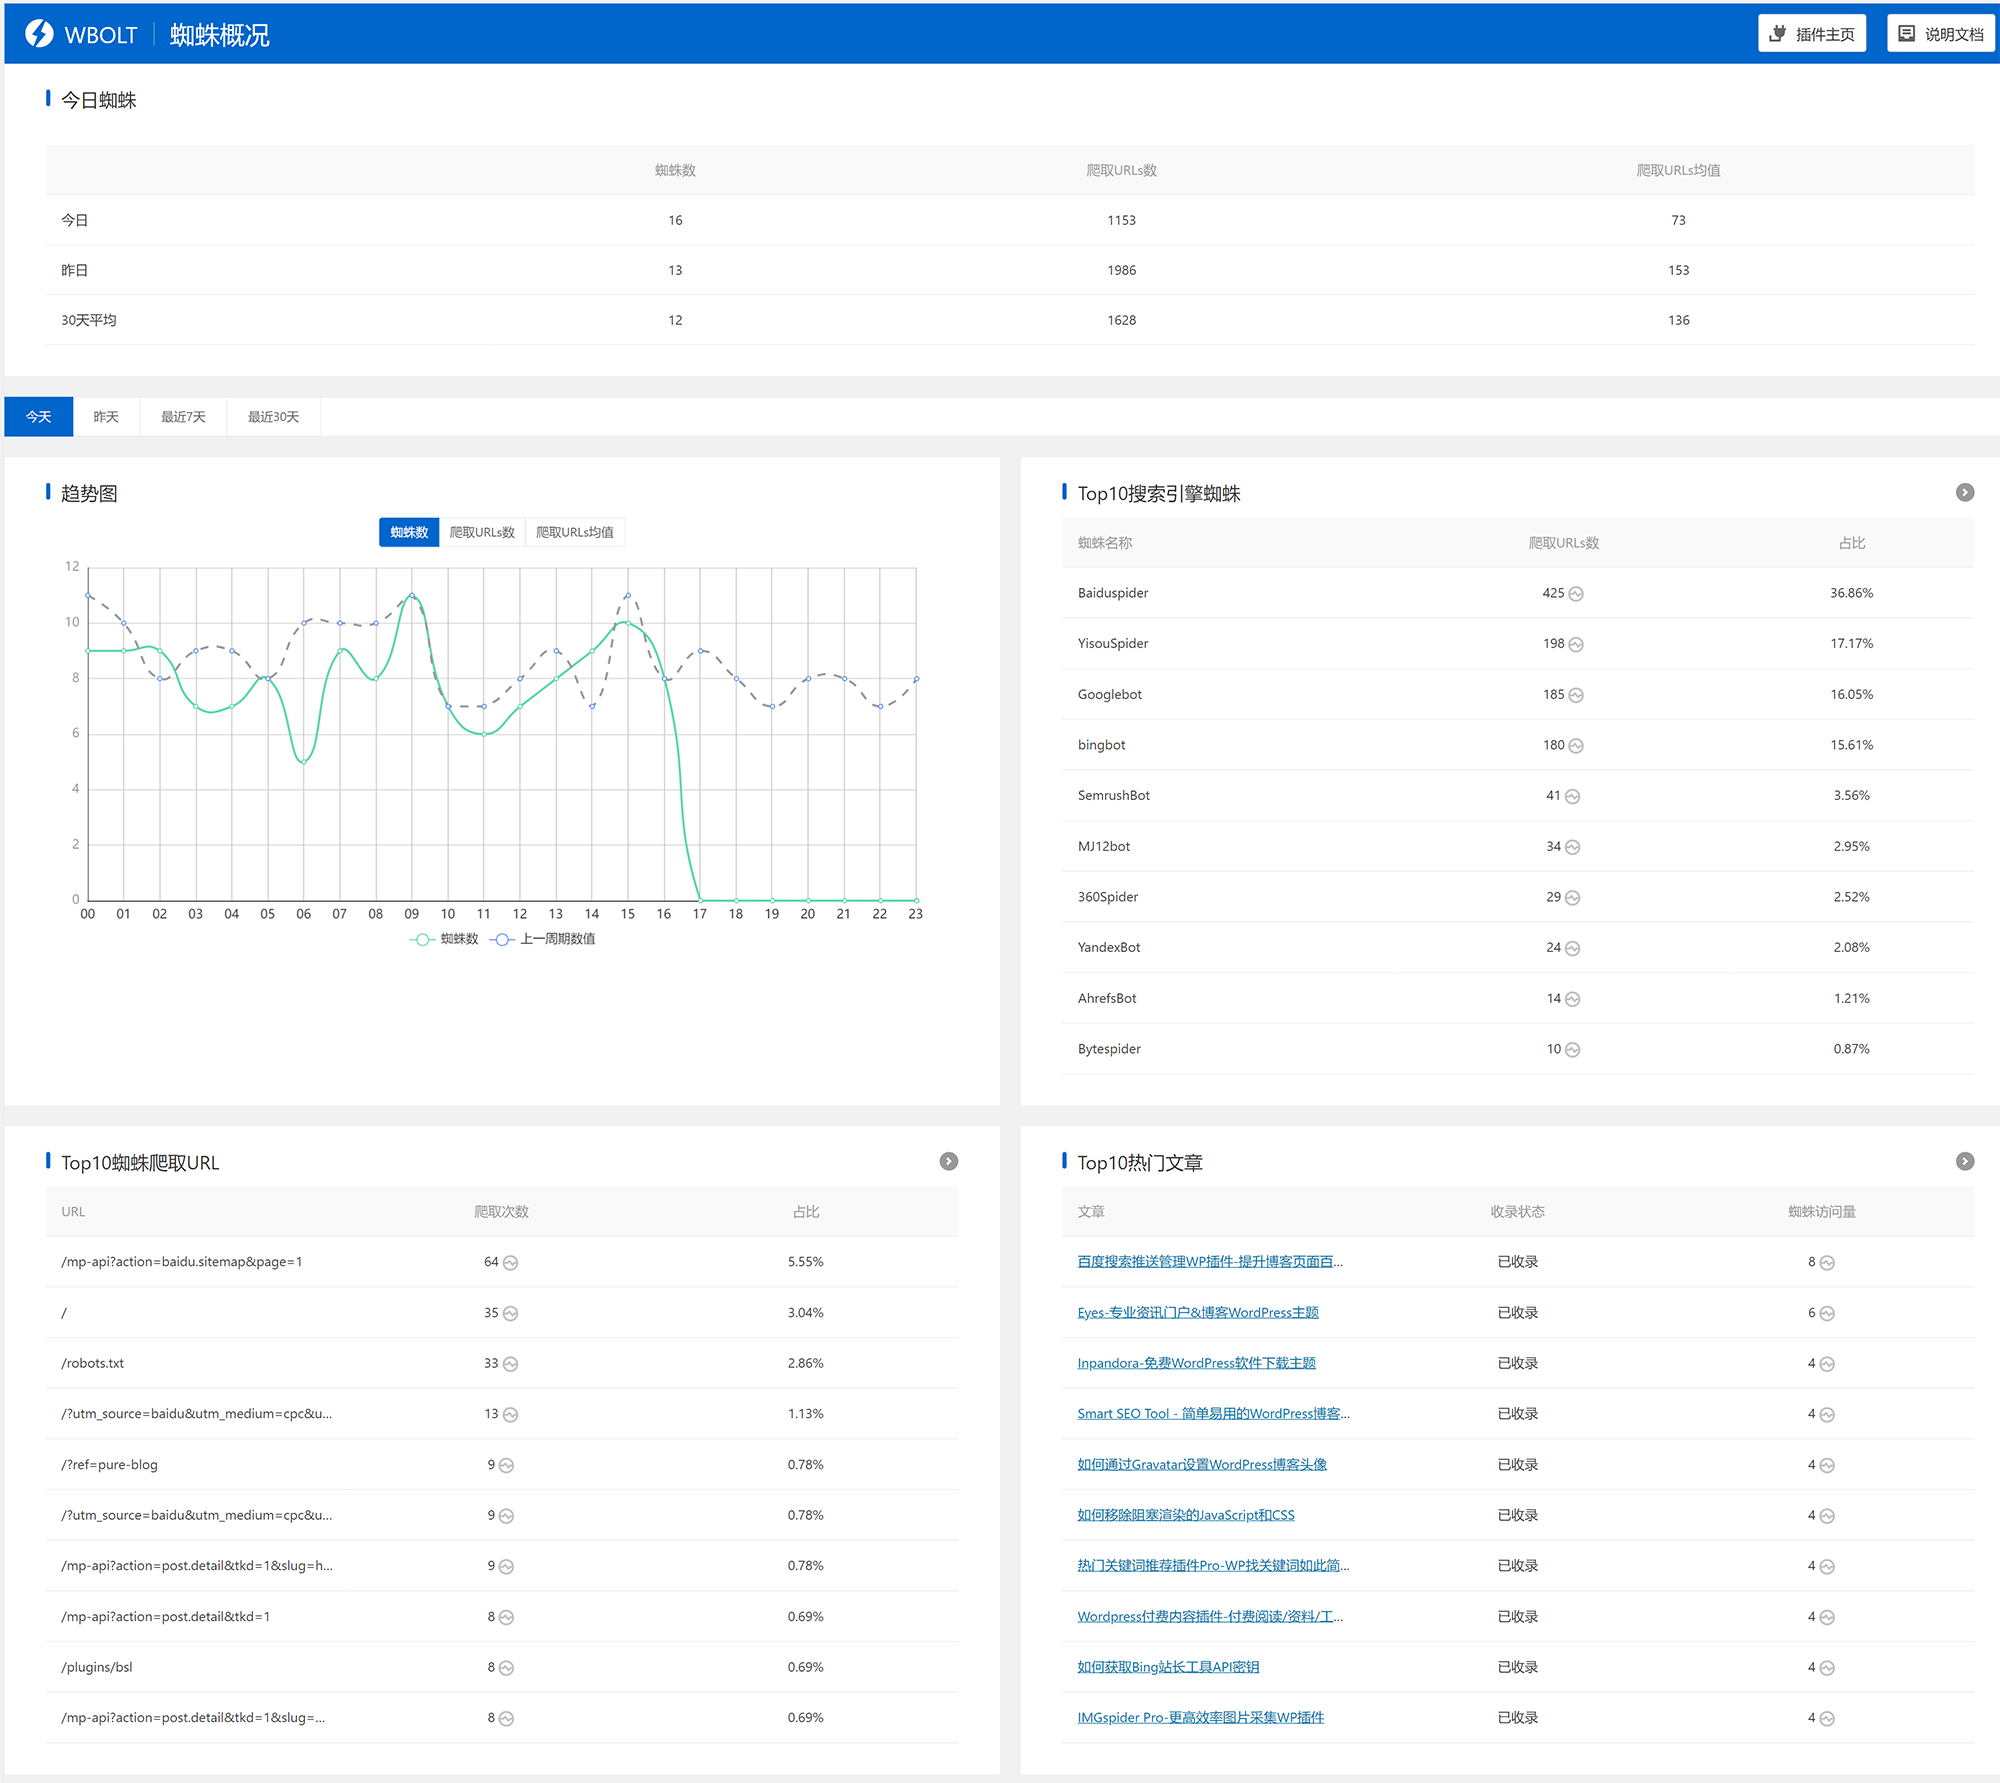 WBOLT 蜘蛛概况 插件主页 说明文档
今日蜘蛛
蜘蛛数 爬取URLs数 爬取URLs均值
今日 16 1153 73
昨日 13 1986 153
30天平均 12 1628 136
今天 昨天 最近7天 最近30天
趋势图
蜘蛛数 爬取URLs数 爬取URLs均值
12
10
8
6
4
2
0
00 01 02 03 04 05 06 07 08 09 10 11 12 13 14 15 16 17 18 19 20 21 22 23
蜘蛛数 上一周期数值
Top10搜索引擎蜘蛛
蜘蛛名称 爬取URLs数 占比
Baiduspider 425 36.86%
YisouSpider 198 17.17%
Googlebot 185 16.05%
bingbot 180 15.61%
SemrushBot 41 3.56%
MJ12bot 34 2.95%
360Spider 29 2.52%
YandexBot 24 2.08%
AhrefsBot 14 1.21%
Bytespider 10 0.87%
Top10蜘蛛爬取URL
URL 爬取次数 占比
/mp-api?action=baidu.sitemap&page=1 64 5.55%
/ 35 3.04%
/robots.txt 33 2.86%
/?utm_source=baidu&utm_medium=cpc&u... 13 1.13%
/?ref=pure-blog 9 0.78%
/?utm_source=baidu&utm_medium=cpc&u... 9 0.78%
/mp-api?action=post.detail&tkd=1&slug=h... 9 0.78%
/mp-api?action=post.detail&tkd=1 8 0.69%
/plugins/bsl 8 0.69%
/mp-api?action=post.detail&tkd=1&slug=... 8 0.69%
Top10热门文章
文章 收录状态 蜘蛛访问量
百度搜索推送管理WP插件-提升博客页面百... 已收录 8
Eyes-专业资讯门户&博客WordPress主题 已收录 6
Inpandora-免费WordPress软件下载主题 已收录 4
Smart SEO Tool - 简单易用的WordPress博客... 已收录 4
如何通过Gravatar设置WordPress博客头像 已收录 4
如何移除阻塞渲染的JavaScript和CSS 已收录 4
热门关键词推荐插件Pro-WP找关键词如此简... 已收录 4
Wordpress付费内容插件-付费阅读/资料/工... 已收录 4
如何获取Bing站长工具API密钥 已收录 4
IMGspider Pro-更高效率图片采集WP插件 已收录 4